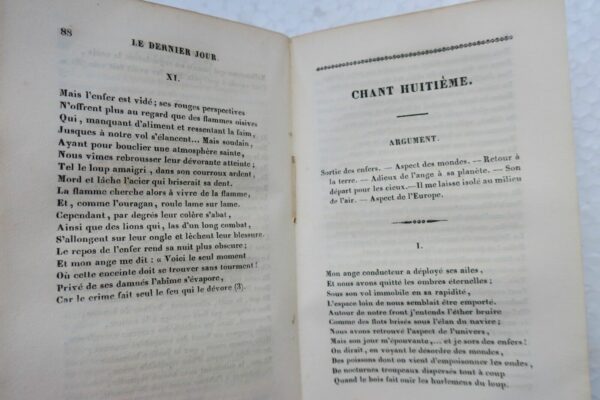 88
LE DERNIER JOUR.
XI.
Mais l'enfer est vidé; ses rouges perspectives
N'offrent plus au regard que des flammes oisives
Qui, manquant d'aliment et ressentant la faim,
Jusques à notre vol s'élancent... Mais soudain,
Ayant pour bouclier une atmosphère sainte,
Nous vîmes rebrousser leur dévorante atteinte;
Tel le loup amaigri, dans son courroux ardent,
Mord et lâche l'acier qui briserait sa dent.
La flamme cherche alors à vivre de la flamme,
Et, comme l'ouragan, roule lame sur lame.
Cependant, par degrés leur colère s'abat,
Ainsi que des lions qui, las d'un long combat,
S'allongent sur leur ongle et lèchent leur blessure.
Le repos de l'enfer rend sa nuit plus obscure;
Et mon ange me dit: « Voici le seul moment
Où cette enceinte doit se trouver sans tourment!
Privé de ses damnés l'abîme s'évapore,
Car le crime fait seul le feu qui le dévore (3).
CHANT HUITIÈME.
ARGUMENT.
Sortie des enfers. — Aspect des mondes. — Retour à
la terre. — Adieux de l'ange à sa planète. — Son
départ pour les cieux. — Il me laisse isolé au milieu
de l'air. — Aspect de l'Europe.
I.
Mon ange conducteur a déployé ses ailes,
Et nous avons quitté les ombres éternelles;
Sous son vol immobile en sa rapidité,
L'espace loin de nous semblait être emporté.
Autour de notre front j'entends l'éther bruire
Comme des flots brisés sous l'élan du navire;
Nous avons retrouvé l'aspect de l'univers,
Mais son jour m'épouvante,... et je sors des enfers!
On dirait, en voyant le désordre des mondes,
Des poissons dont on vient d'empoisonner les ondes,
De nocturnes troupeaux dispersés tout à coup
Quand le bois fait ouïr les hurlemens du loup.